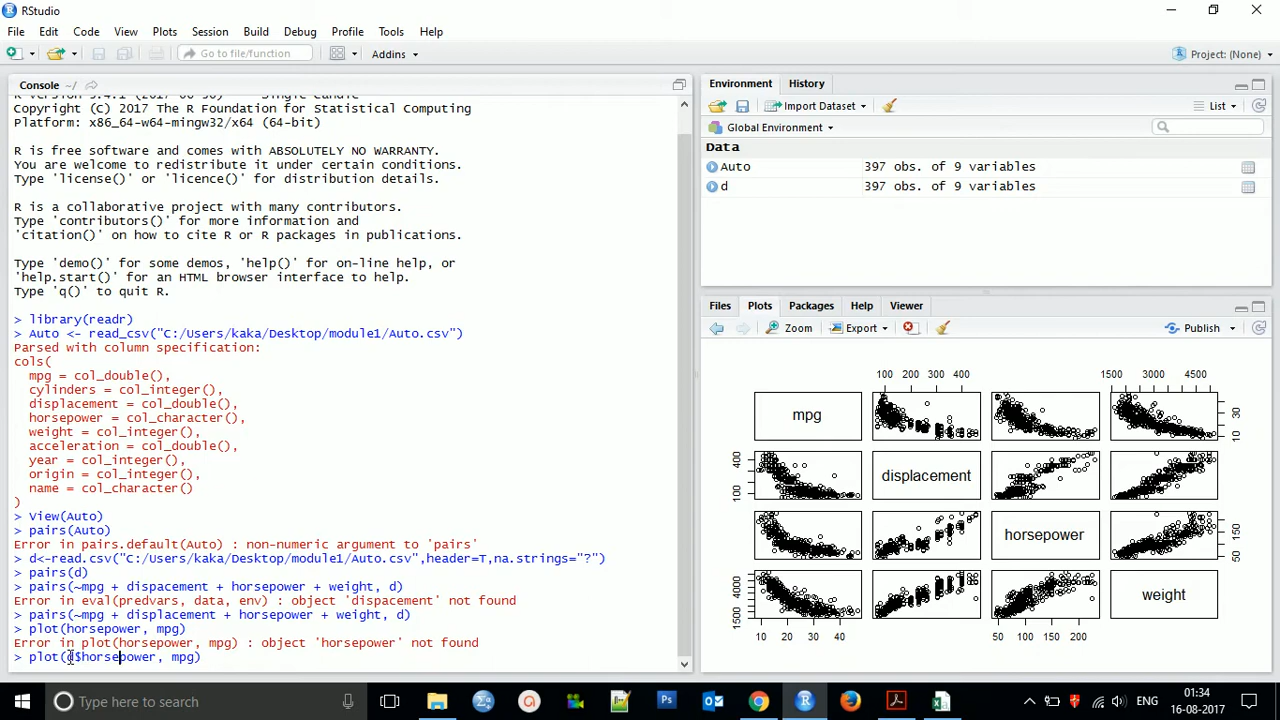 RStudio
File Edit Code View Plots Session Build Debug Profile Tools Help
Go to file/function Addins Project: (None)
Console ~/
Copyright (C) 2017 The R Foundation for Statistical Computing
Platform: x86_64-w64-mingw32/x64 (64-bit)
R is free software and comes with ABSOLUTELY NO WARRANTY.
You are welcome to redistribute it under certain conditions.
Type 'license()' or 'licence()' for distribution details.
R is a collaborative project with many contributors.
Type 'contributors()' for more information and
'citation()' on how to cite R or R packages in publications.
Type 'demo()' for some demos, 'help()' for on-line help, or
'help.start()' for an HTML browser interface to help.
Type 'q()' to quit R.
> library(readr)
> Auto <- read_csv("C:/Users/kaka/Desktop/module1/Auto.csv")
Parsed with column specification:
cols(
mpg = col_double(),
cylinders = col_integer(),
displacement = col_double(),
horsepower = col_character(),
weight = col_integer(),
acceleration = col_double(),
year = col_integer(),
origin = col_integer(),
name = col_character()
)
> View(Auto)
> pairs(Auto)
Error in pairs.default(Auto) : non-numeric argument to 'pairs'
> d<-read.csv("C:/Users/kaka/Desktop/module1/Auto.csv",header=T,na.strings="?")
> pairs(d)
> pairs(~mpg + dispacement + horsepower + weight, d)
Error in eval(predvars, data, env) : object 'dispacement' not found
> pairs(~mpg + displacement + horsepower + weight, d)
> plot(horsepower, mpg)
Error in plot(horsepower, mpg) : object 'horsepower' not found
> plot(d$horsepower, mpg)
Environment History
Import Dataset List
Global Environment
Data
Auto 397 obs. of 9 variables
d 397 obs. of 9 variables
Files Plots Packages Help Viewer
Zoom Export Publish
100 200 300 400 1500 3000 4500
mpg 10 30
100 400 displacement
horsepower 50 150
1500 4000 weight
10 20 30 40 50 100 150 200
Type here to search ENG 01:34
16-08-2017